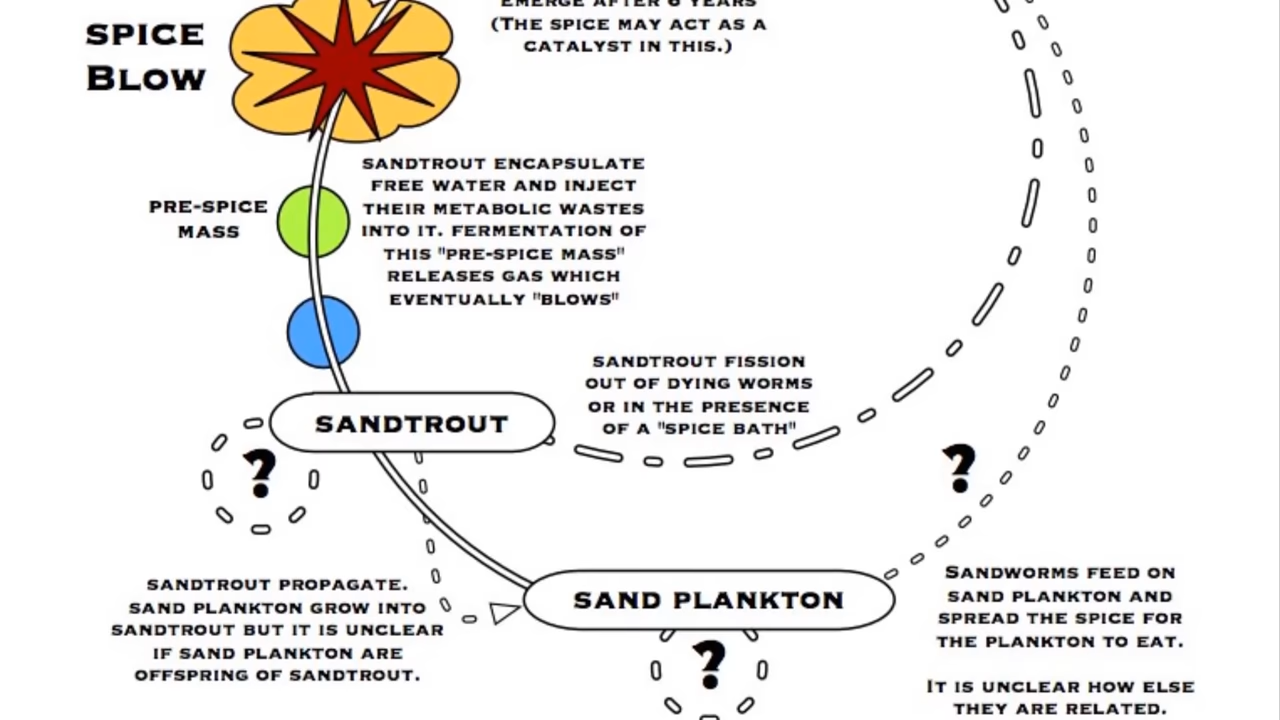 EMERGE AFTER 6 YEARS
(THE SPICE MAY ACT AS A
CATALYST IN THIS.)
SPICE
BLOW
SANDTROUT ENCAPSULATE
FREE WATER AND INJECT
THEIR METABOLIC WASTES
INTO IT. FERMENTATION OF
THIS "PRE-SPICE MASS"
RELEASES GAS WHICH
EVENTUALLY "BLOWS"
PRE-SPICE
MASS
SANDTROUT FISSION
OUT OF DYING WORMS
OR IN THE PRESENCE
OF A "SPICE BATH"
SANDTROUT
?
?
SANDTROUT PROPAGATE.
SAND PLANKTON GROW INTO
SANDTROUT BUT IT IS UNCLEAR
IF SAND PLANKTON ARE
OFFSPRING OF SANDTROUT.
SAND PLANKTON
?
SANDWORMS FEED ON
SAND PLANKTON AND
SPREAD THE SPICE FOR
THE PLANKTON TO EAT.
IT IS UNCLEAR HOW ELSE
THEY ARE RELATED.